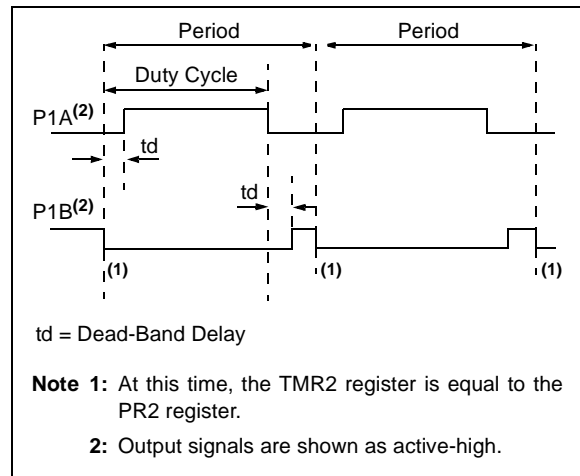 Period Period
Duty Cycle
P1A(2)
td
td
P1B(2)
(1) (1) (1)
td = Dead-Band Delay
Note 1: At this time, the TMR2 register is equal to the
PR2 register.
2: Output signals are shown as active-high.